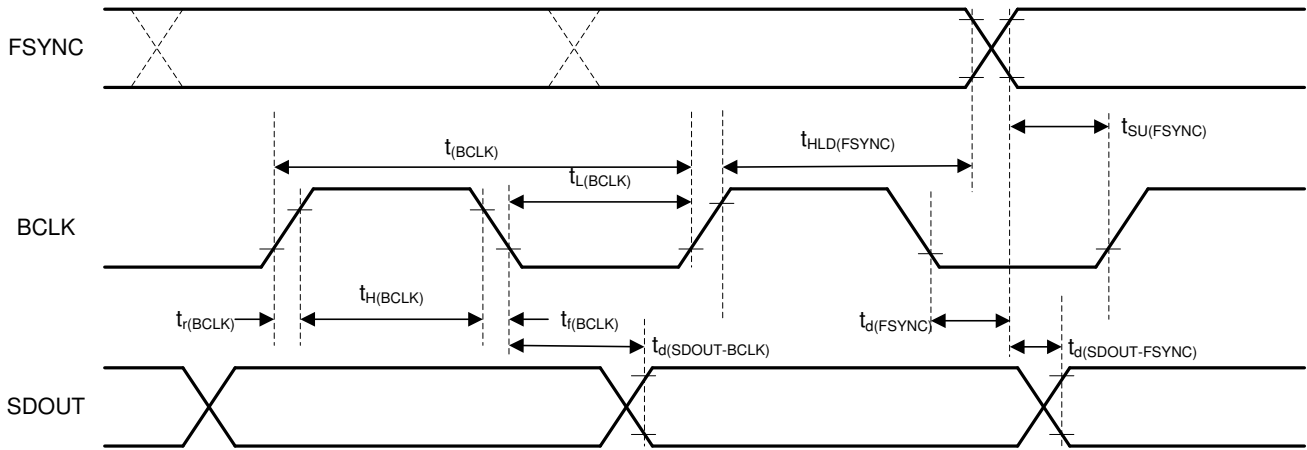 FSYNC
t(BCLK)
tHLD(FSYNC)
tSU(FSYNC)
tL(BCLK)
BCLK
tr(BCLK)
tH(BCLK)
tf(BCLK)
td(FSYNC)
td(SDOUT-BCLK)
td(SDOUT-FSYNC)
SDOUT